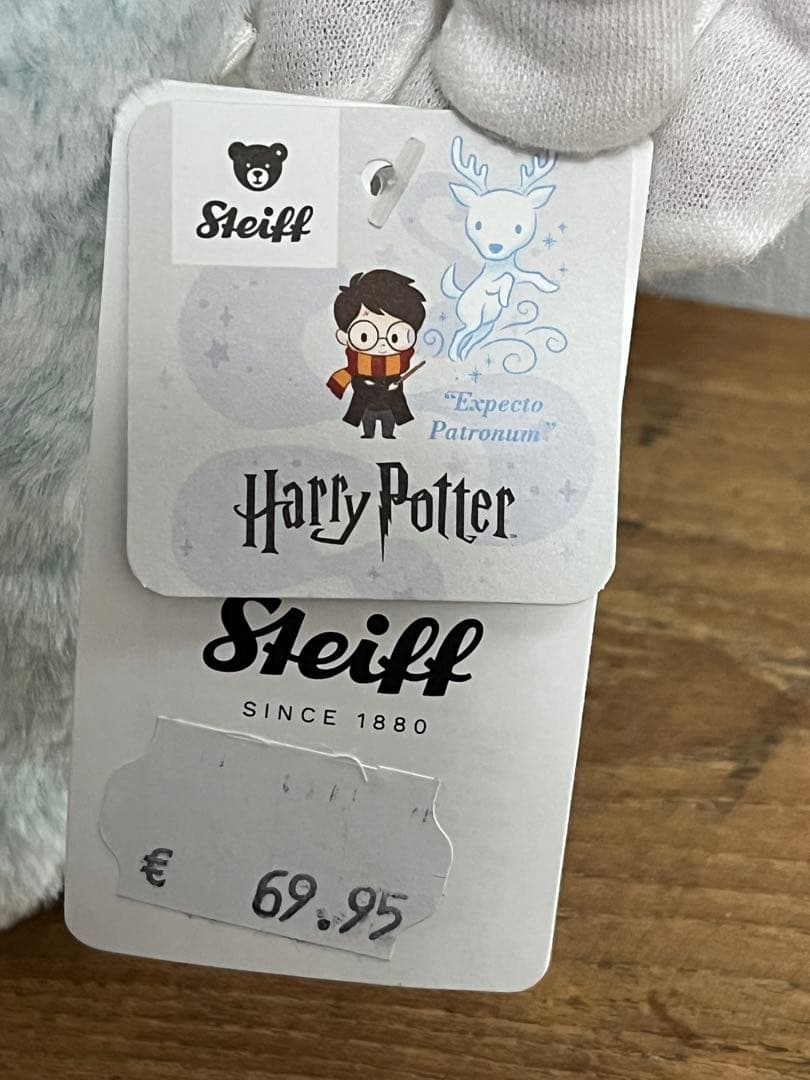 Steiff
“Expecto
Patronum”
Harry Potter
Steiff
SINCE 1880
€ 69.95